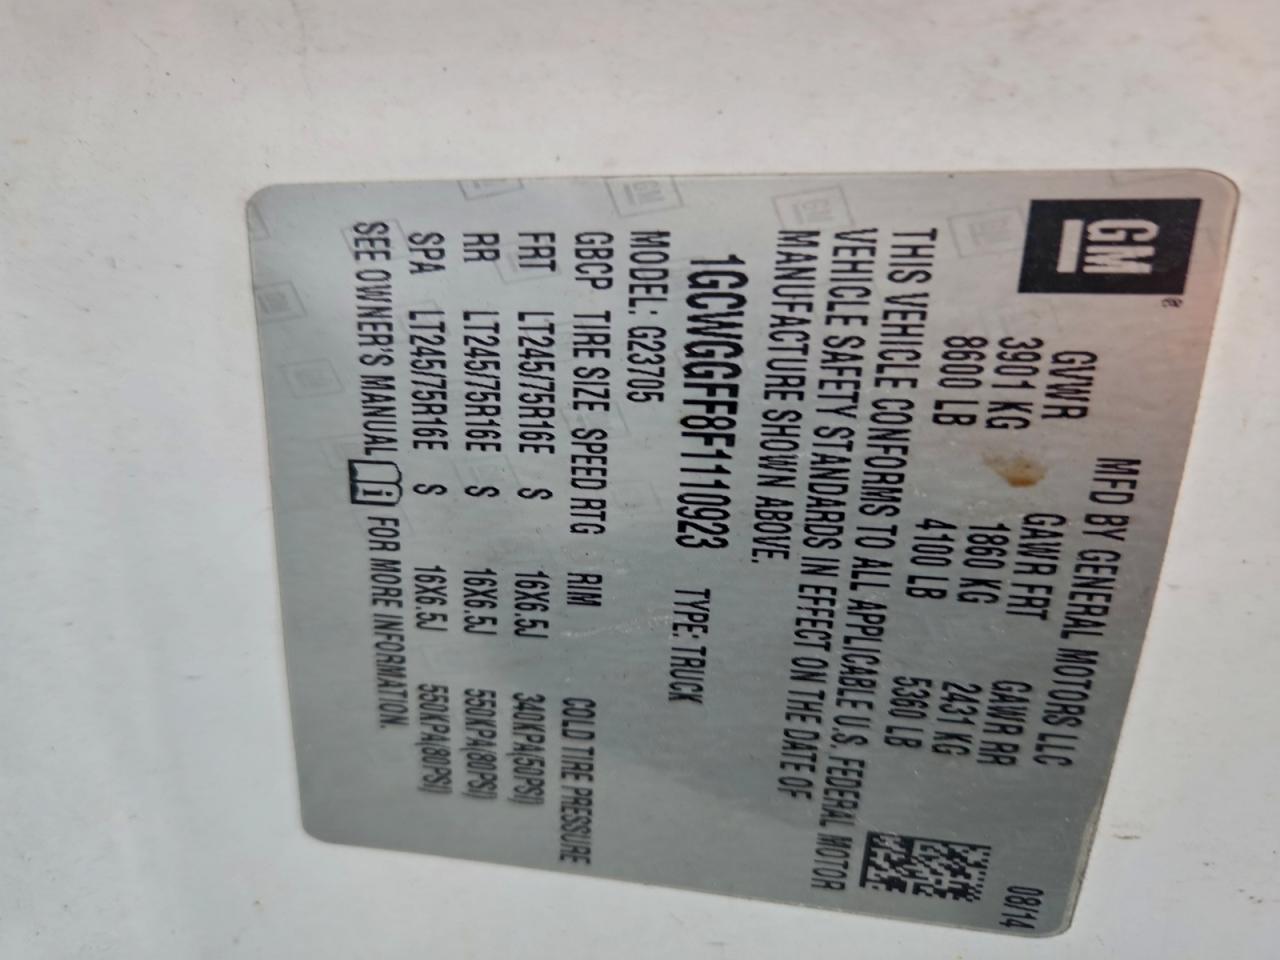 GM
MFD BY GENERAL MOTORS LLC 08/14
GVWR GAWR FRT GAWR RR
3901 KG 1860 KG 2431 KG
8600 LB 4100 LB 5360 LB
THIS VEHICLE CONFORMS TO ALL APPLICABLE U.S. FEDERAL MOTOR
VEHICLE SAFETY STANDARDS IN EFFECT ON THE DATE OF
MANUFACTURE SHOWN ABOVE.
1GCWGFF8F1110923 TYPE: TRUCK
MODEL: G23705
GBCP TIRE SIZE SPEED RTG RIM COLD TIRE PRESSURE
FRT LT245/75R16E S 16X6.5J 340KPA(50PSI)
RR LT245/75R16E S 16X6.5J 550KPA(80PSI)
SPA LT245/75R16E S 16X6.5J 550KPA(80PSI)
SEE OWNER'S MANUAL i FOR MORE INFORMATION.